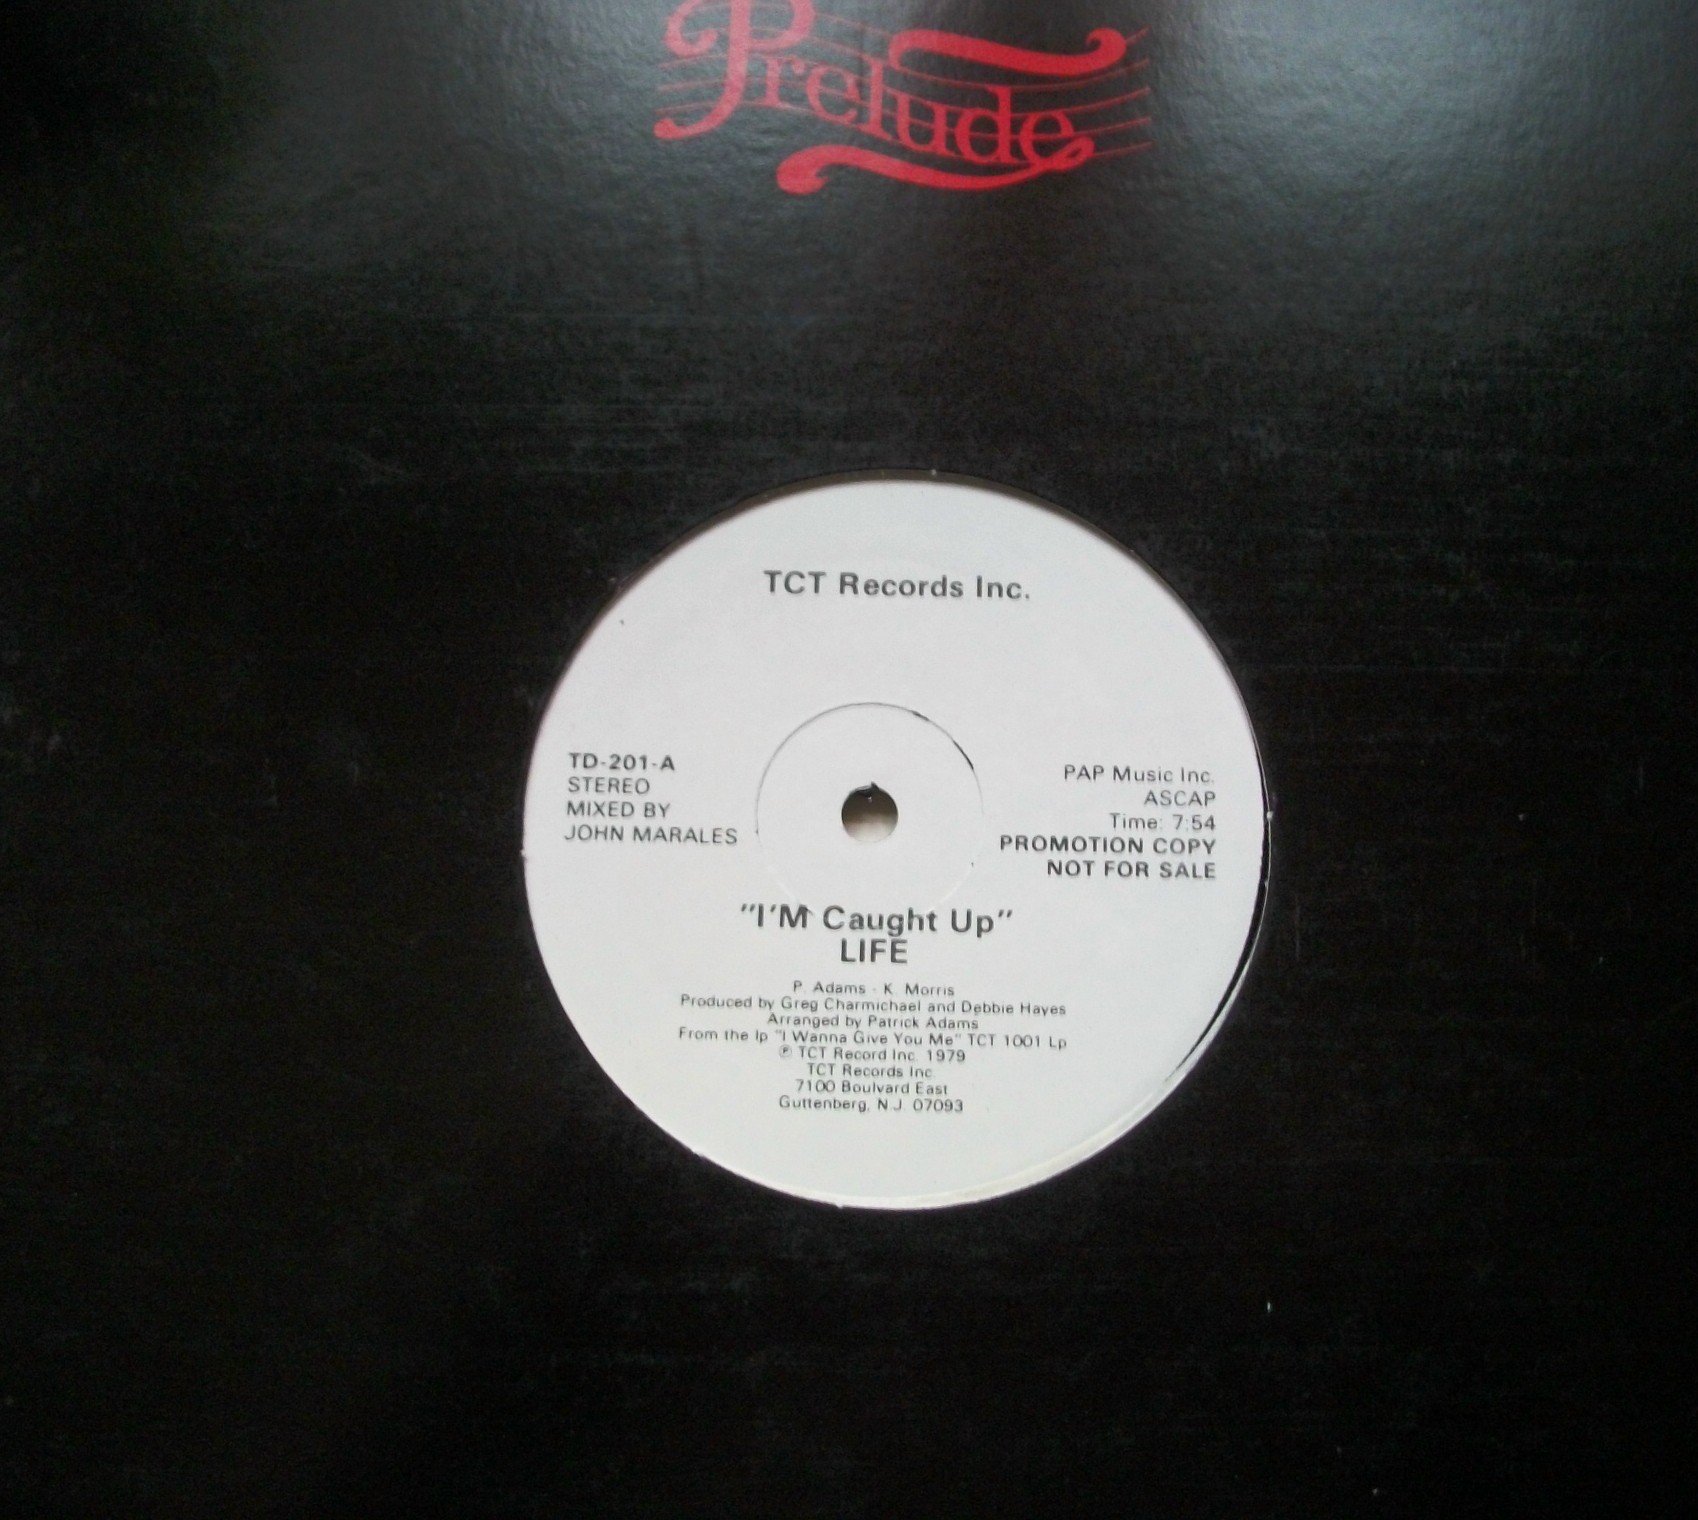 Prelude
TCT Records Inc.
TD-201-A
STEREO
MIXED BY
JOHN MARALES
PAP Music Inc.
ASCAP
Time: 7:54
PROMOTION COPY
NOT FOR SALE
"I'M Caught Up"
LIFE
P. Adams - K. Morris
Produced by Greg Charmichael and Debbie Hayes
Arranged by Patrick Adams
From the lp "I Wanna Give You Me" TCT 1001 Lp
℗ TCT Record Inc. 1979
TCT Records Inc.
7100 Boulvard East
Guttenberg, N.J. 07093